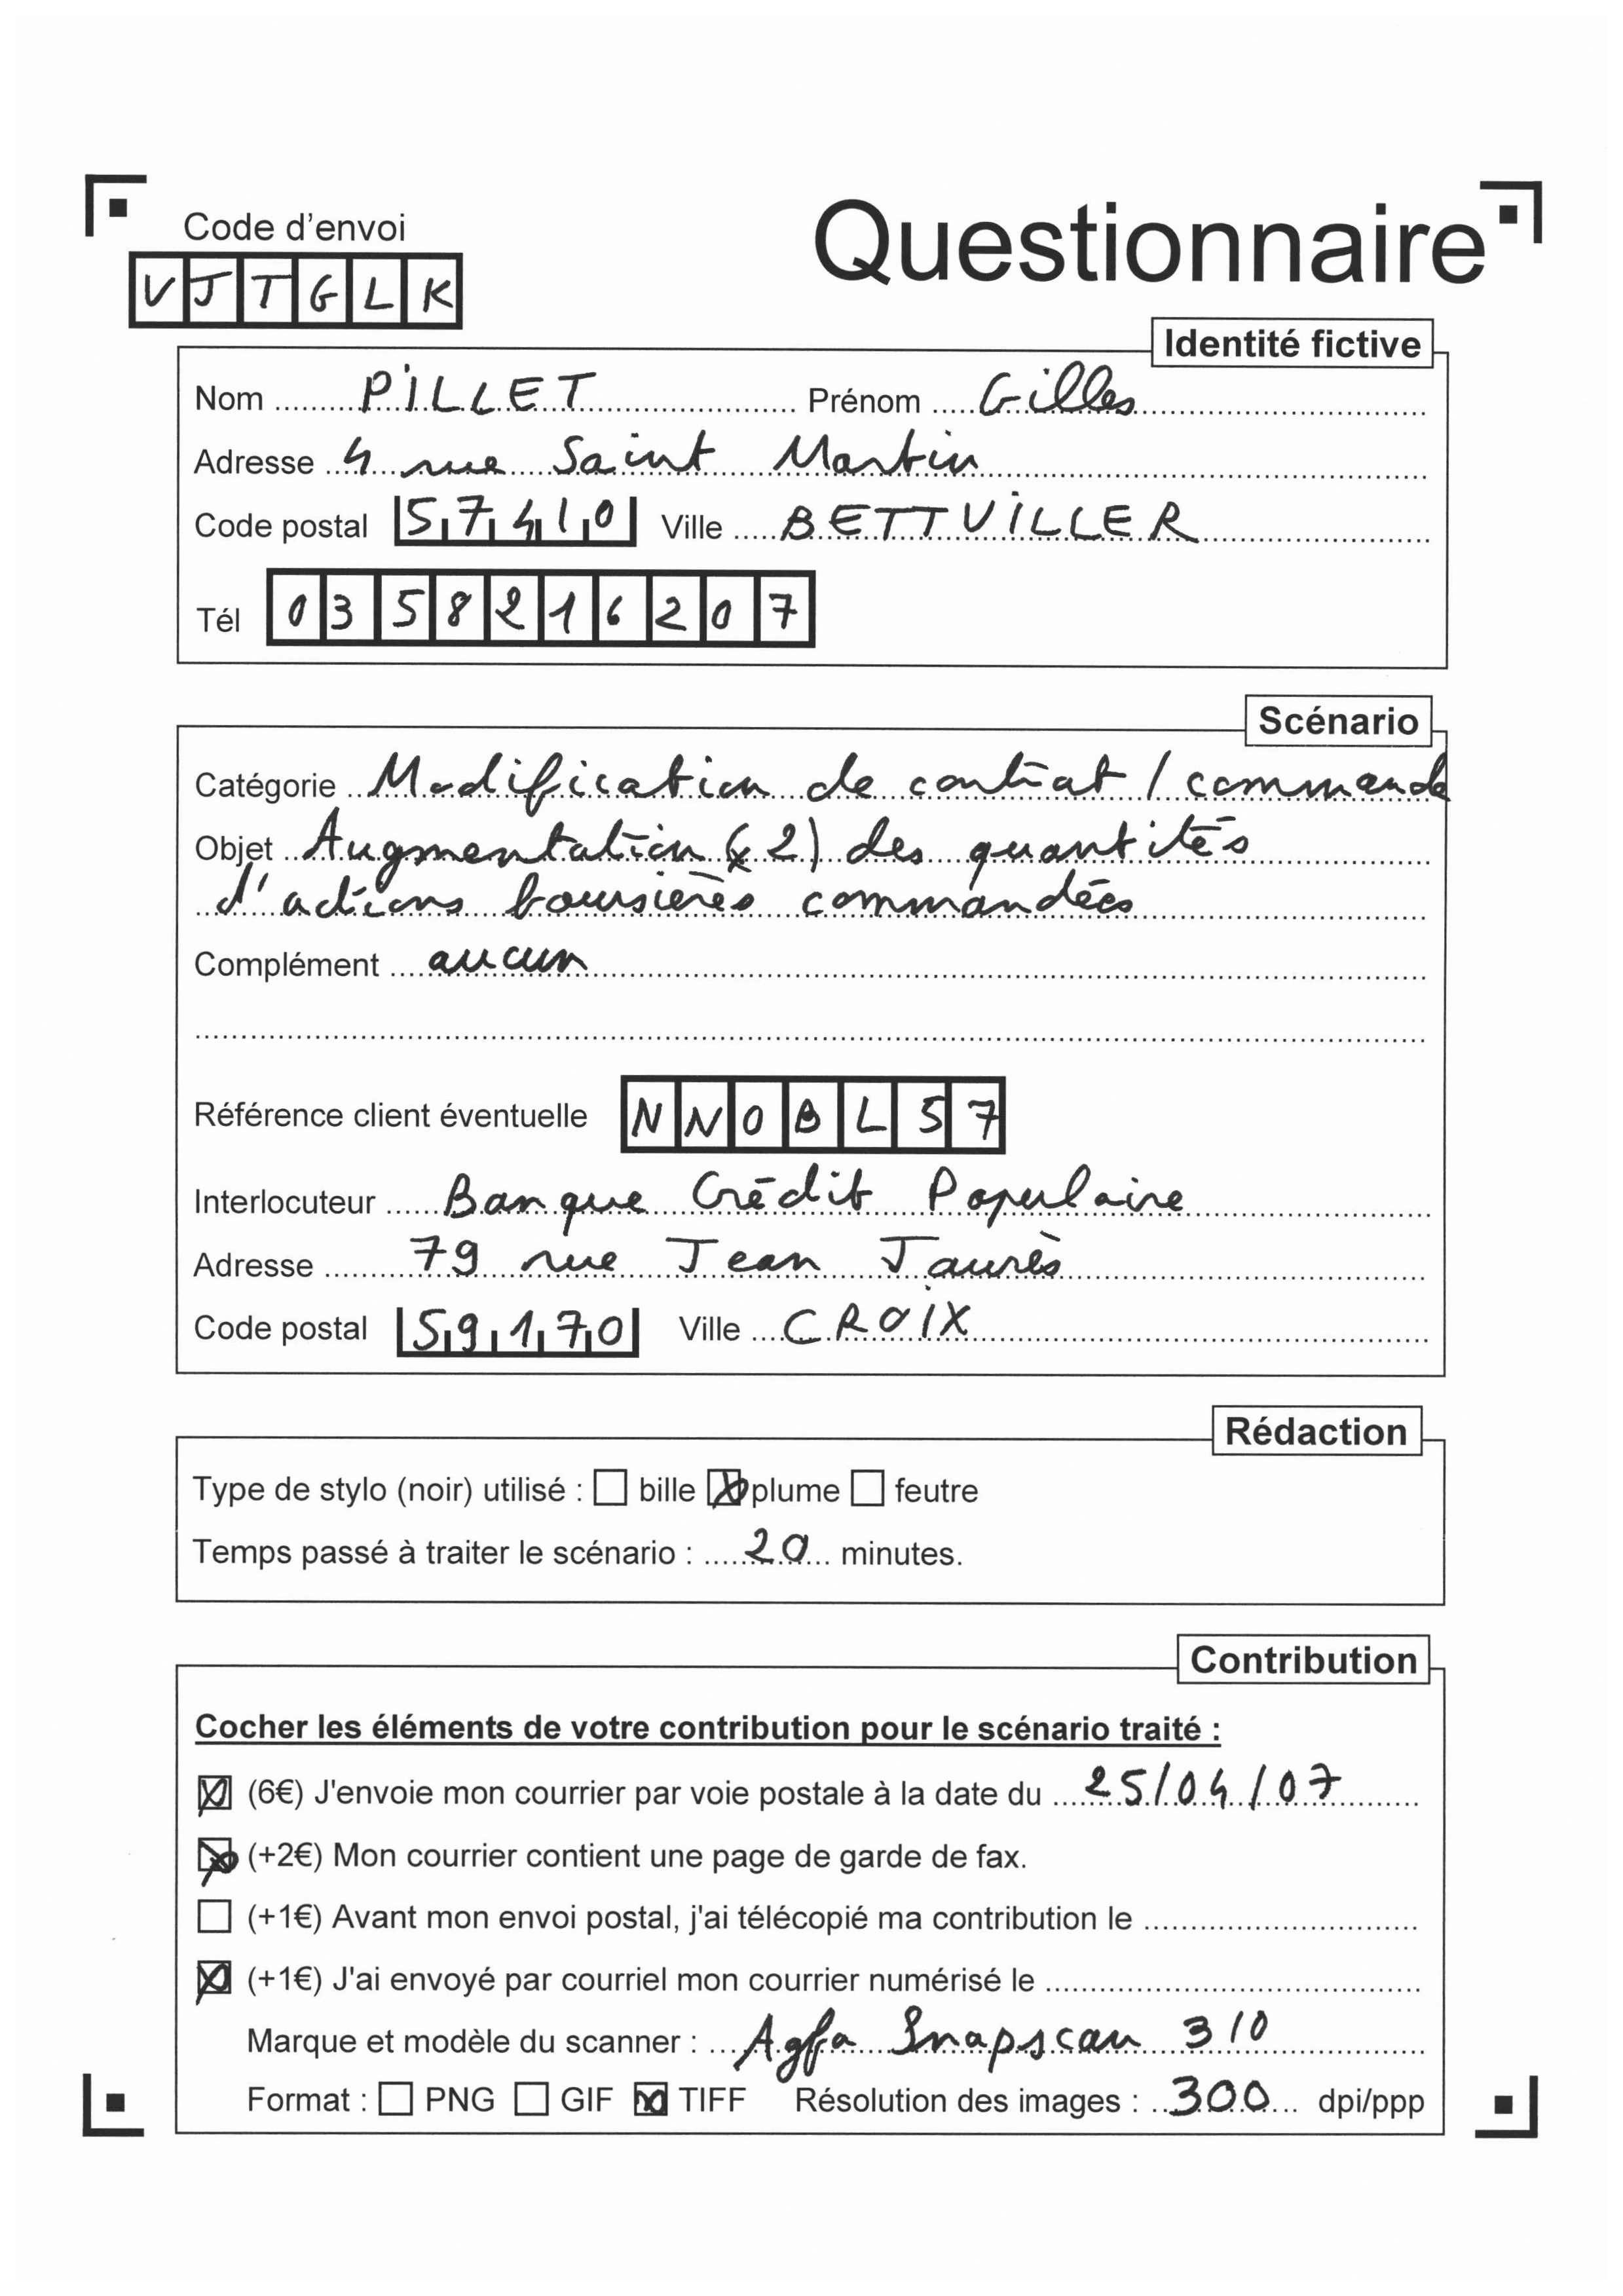 Code d'envoi
Questionnaire
VJTGLK
Identité fictive
Nom PILLET Prénom Gilles
Adresse 4 rue Saint Martin
Code postal 57410 Ville BETTVILLER
Tél 0358216207
Scénario
Catégorie Modification de contrat / commande
Objet Augmentation (x2) des quantités
d'actions boursières commandées
Complément aucun
Référence client éventuelle NNOBL57
Interlocuteur Banque Crédit Populaire
Adresse 79 rue Jean Jaurès
Code postal 59170 Ville CROIX
Rédaction
Type de stylo (noir) utilisé : ☐ bille ☒ plume ☐ feutre
Temps passé à traiter le scénario : 20 minutes.
Contribution
Cocher les éléments de votre contribution pour le scénario traité :
☒ (6€) J'envoie mon courrier par voie postale à la date du 25/04/07
☒ (+2€) Mon courrier contient une page de garde de fax.
☐ (+1€) Avant mon envoi postal, j'ai télécopié ma contribution le
☒ (+1€) J'ai envoyé par courriel mon courrier numérisé le
Marque et modèle du scanner : Agfa Snapscan 310
Format : ☐ PNG ☐ GIF ☒ TIFF Résolution des images : 300 dpi/ppp